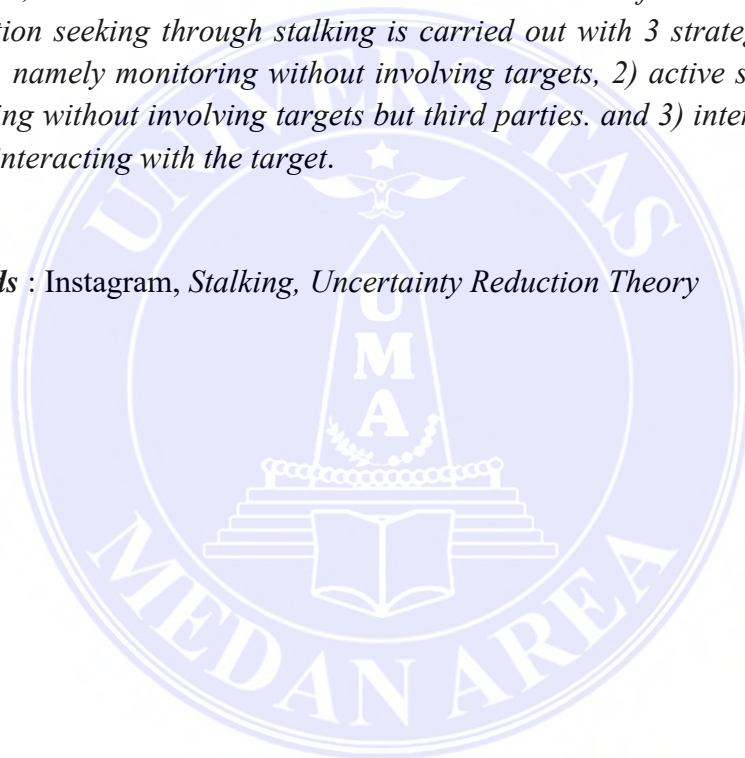 tion seeking through stalking is carried out with 3 strateg
namely monitoring without involving targets, 2) active s
ing without involving targets but third parties. and 3) inter
interacting with the target.
ds : Instagram, Stalking, Uncertainty Reduction Theory
UNIVERSITAS
U
M
A
MEDAN AREA